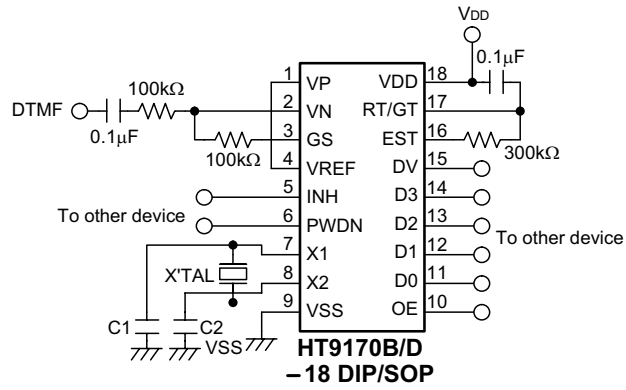 VDD
0.1μF
1 VP VDD 18
100kΩ
DTMF
0.1μF
2 VN RT/GT 17
3 GS EST 16
100kΩ
300kΩ
4 VREF DV 15
5 INH D3 14
To other device
6 PWDN D2 13
To other device
7 X1 D1 12
X'TAL
8 X2 D0 11
9 VSS OE 10
C1
C2
VSS
HT9170B/D
–18 DIP/SOP